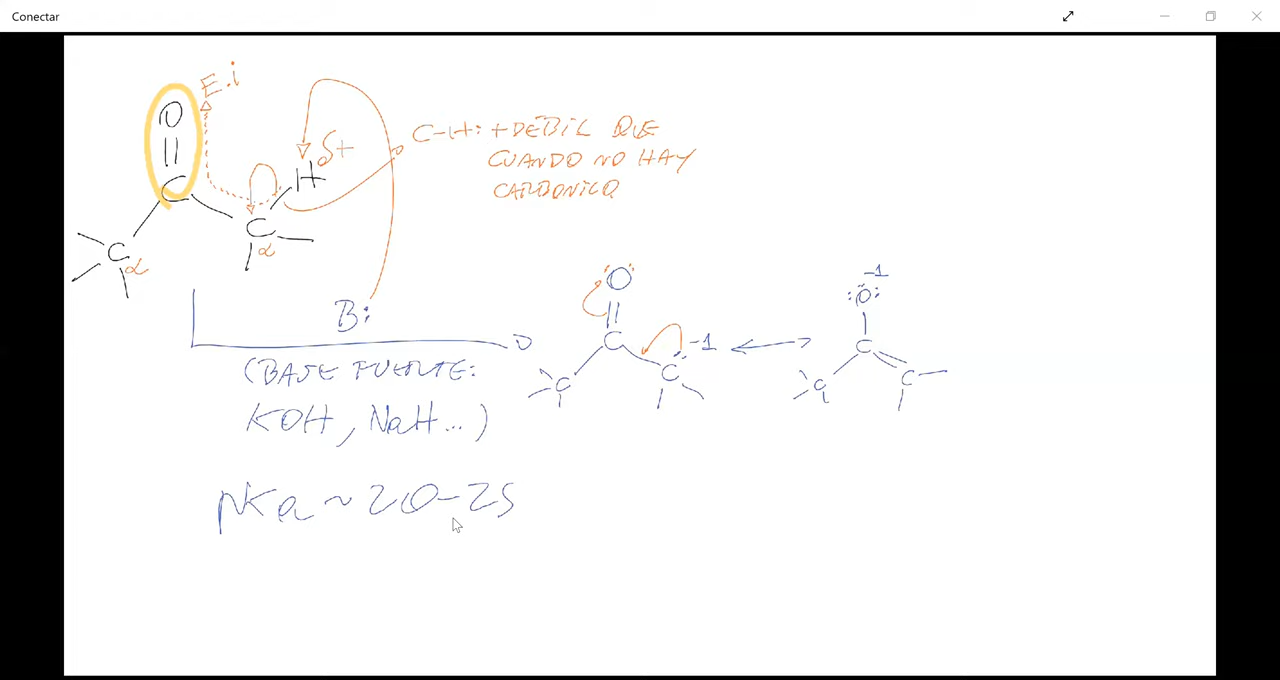 Conectar
E.i
O
C
H δ+
C
α
C
α
C-H: + DÉBIL QUE
CUANDO NO HAY
CARBONILO
B:
(BASE FUERTE:
KOH, NaH...)
:O:
C
C
-1
C
-1
:O:
C
C
C
pKa ~ 20-25